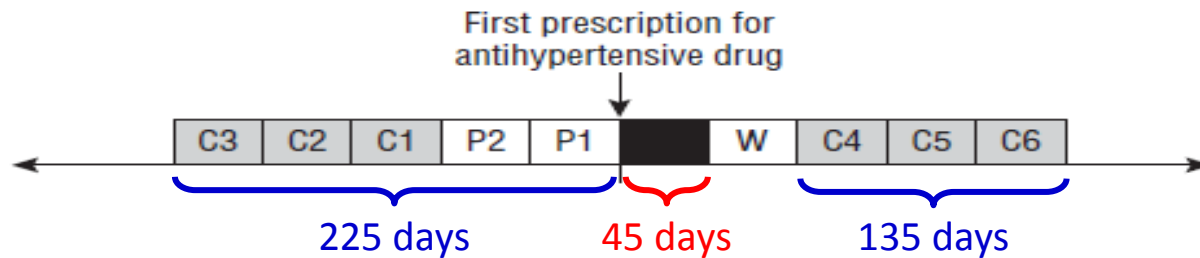 First prescription for
antihypertensive drug
C3 C2 C1 P2 P1 W C4 C5 C6
225 days 45 days 135 days